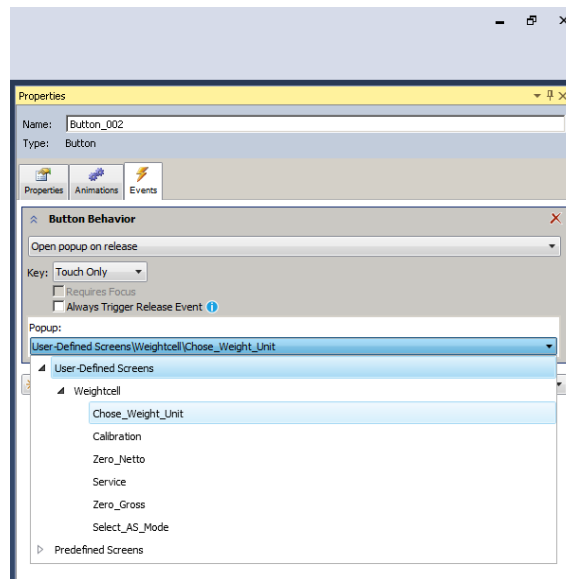 Properties
Name: Button_002
Type: Button
Properties Animations Events
Button Behavior
Open popup on release
Key: Touch Only
Requires Focus
Always Trigger Release Event
Popup:
User-Defined Screens\Weightcell\Chose_Weight_Unit
User-Defined Screens
Weightcell
Chose_Weight_Unit
Calibration
Zero_Netto
Service
Zero_Gross
Select_AS_Mode
Predefined Screens